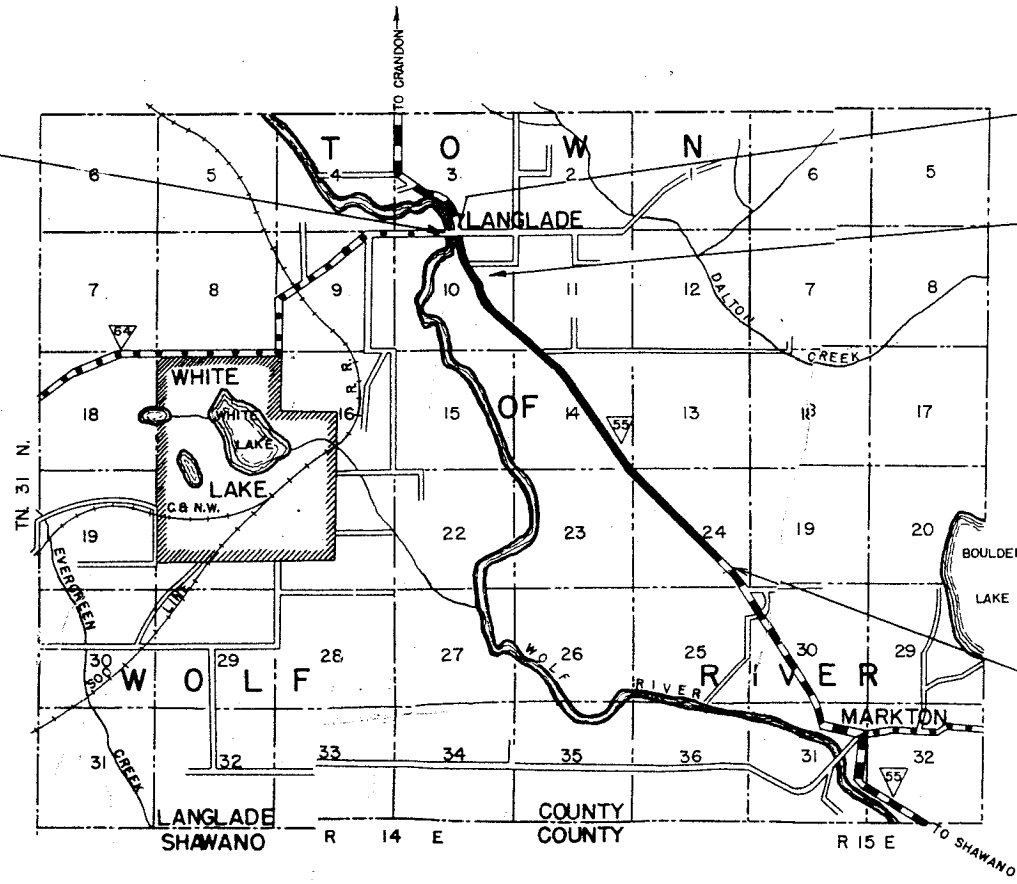 TO CRANDON
T O W N
6 5 4 3 2 1 6 5
LANGLADE
7 8 9 10 11 12 7 8
DALTON
CREEK
64
WHITE
18 16 15 OF 14 13 18 17
WHITE
LAKE
R.R.
55
LAKE
C. & N.W.
TN. 31 N.
19 22 23 24 19 20
BOULDER
LAKE
EVERGREEN
CREEK
SOO LINE
30 29 28 27 26 25 30 29
WOLF
RIVER
W O L F R I V E R
MARKTON
31 32 33 34 35 36 31 32
55
LANGLADE COUNTY
SHAWANO COUNTY
R 14 E
R 15 E
TO SHAWANO